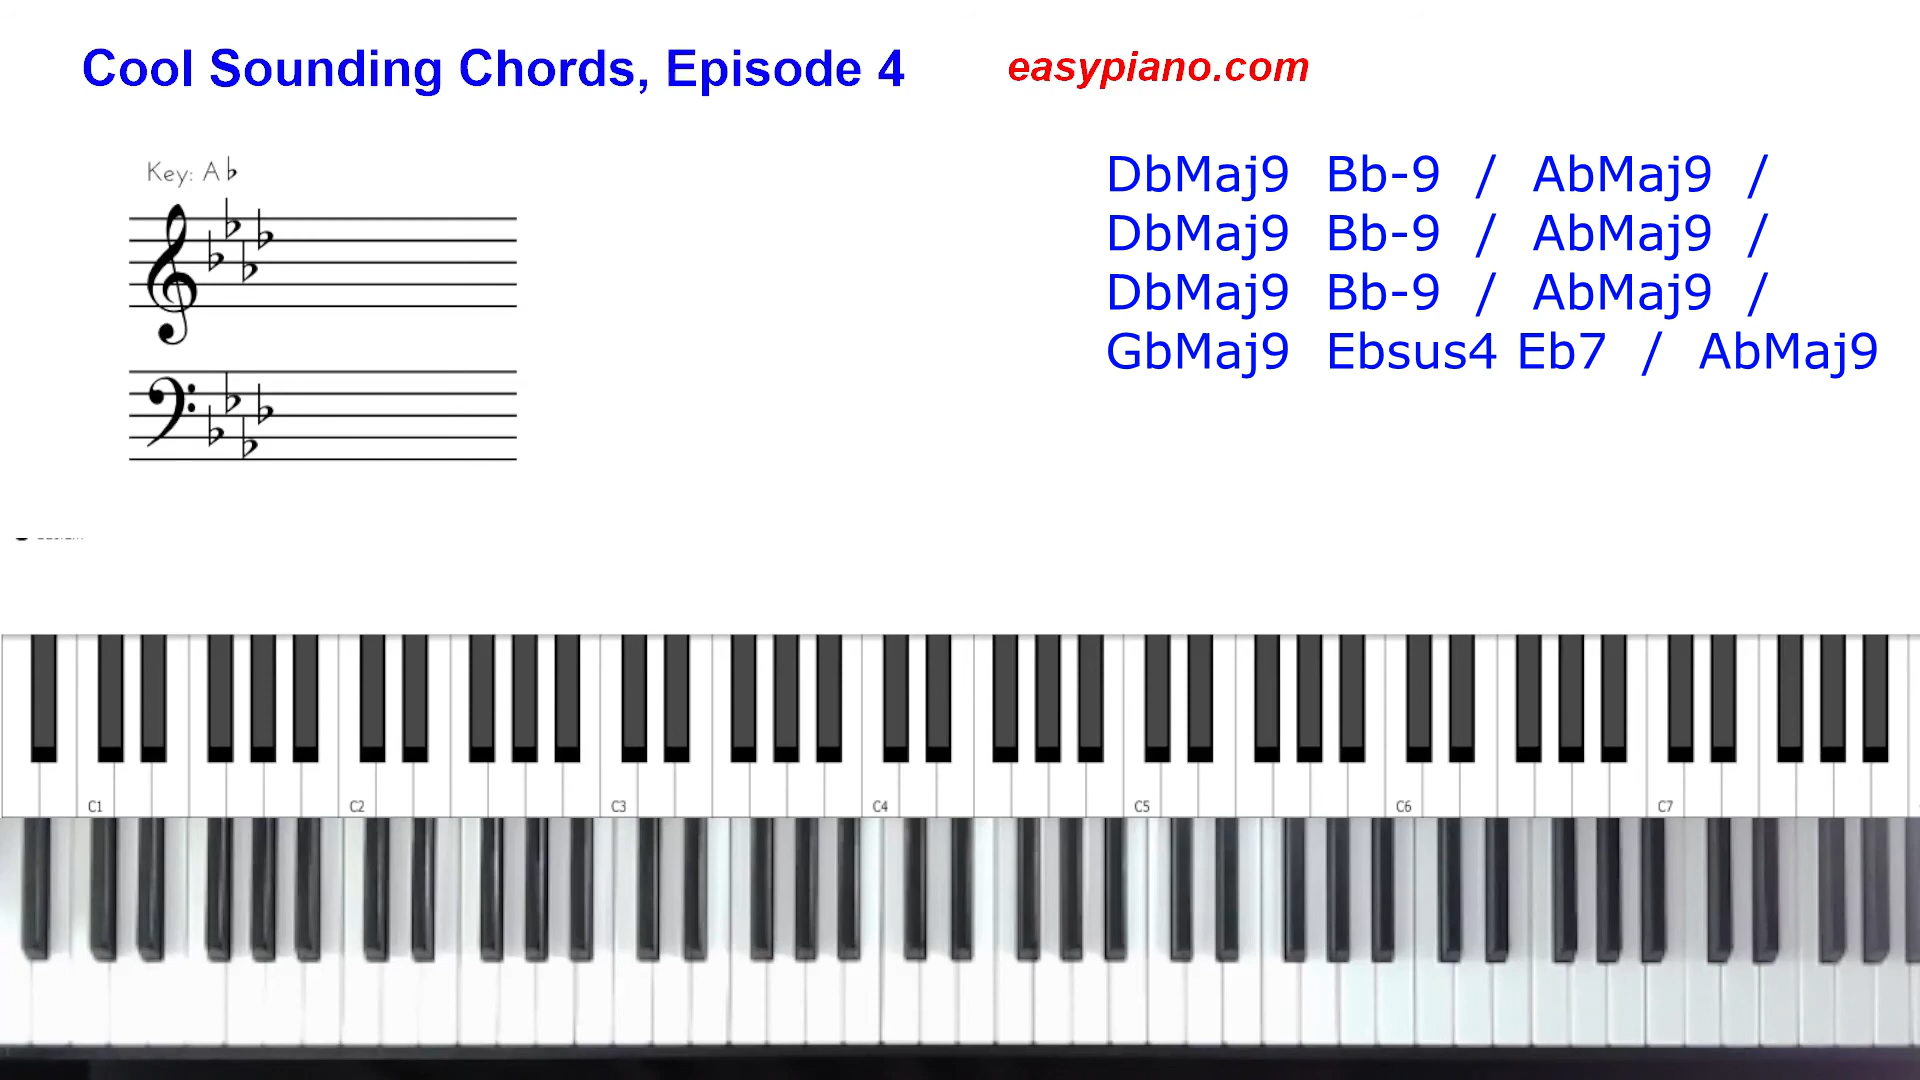 Cool Sounding Chords, Episode 4
easypiano.com
Key: A♭
DbMaj9 Bb-9 / AbMaj9 /
DbMaj9 Bb-9 / AbMaj9 /
DbMaj9 Bb-9 / AbMaj9 /
GbMaj9 Ebsus4 Eb7 / AbMaj9
C1 C2 C3 C4 C5 C6 C7